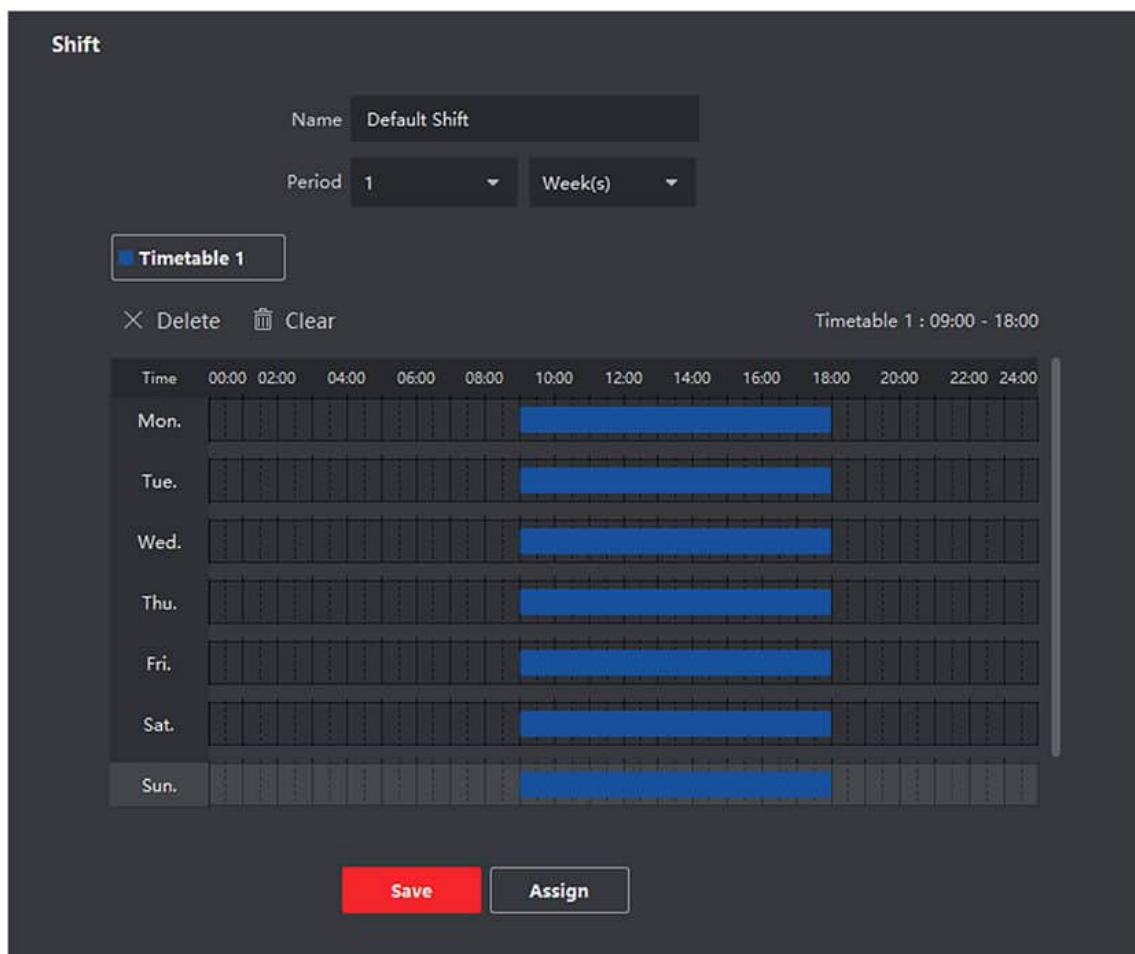 Shift
Name Default Shift
Period 1 Week(s)
Timetable 1
Delete Clear Timetable 1 : 09:00 - 18:00
Time 00:00 02:00 04:00 06:00 08:00 10:00 12:00 14:00 16:00 18:00 20:00 22:00 24:00
Mon.
Tue.
Wed.
Thu.
Fri.
Sat.
Sun.
Save Assign